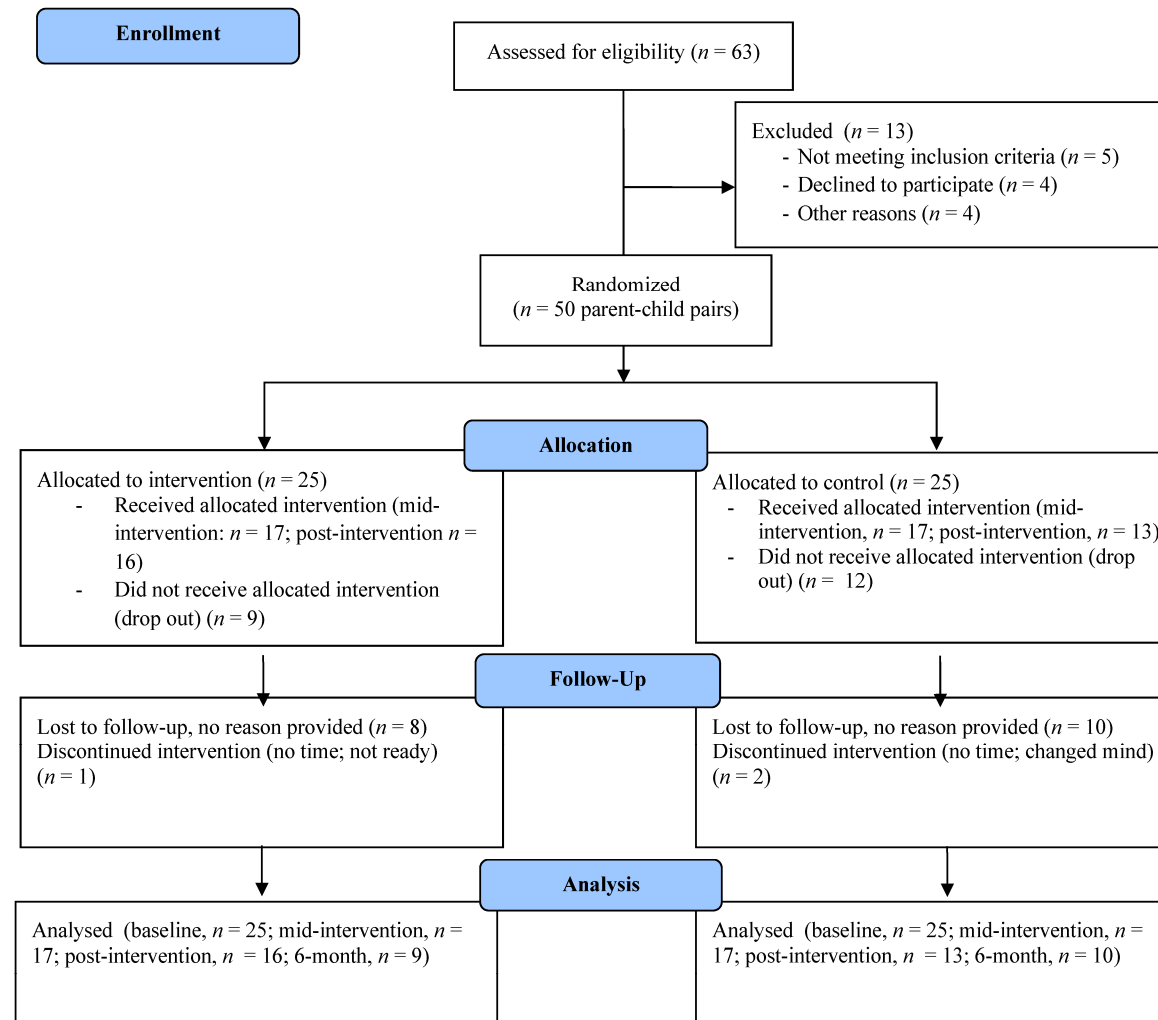 Enrollment
Assessed for eligibility (n = 63)
Excluded (n = 13)
- Not meeting inclusion criteria (n = 5)
- Declined to participate (n = 4)
- Other reasons (n = 4)
Randomized
(n = 50 parent-child pairs)
Allocation
Allocated to intervention (n = 25)
- Received allocated intervention (mid-
intervention: n = 17; post-intervention n =
16)
- Did not receive allocated intervention
(drop out) (n = 9)
Allocated to control (n = 25)
- Received allocated intervention (mid-
intervention, n = 17; post-intervention, n = 13)
- Did not receive allocated intervention (drop
out) (n = 12)
Follow-Up
Lost to follow-up, no reason provided (n = 8)
Discontinued intervention (no time; not ready)
(n = 1)
Lost to follow-up, no reason provided (n = 10)
Discontinued intervention (no time; changed mind)
(n = 2)
Analysis
Analysed (baseline, n = 25; mid-intervention, n =
17; post-intervention, n = 16; 6-month, n = 9)
Analysed (baseline, n = 25; mid-intervention, n =
17; post-intervention, n = 13; 6-month, n = 10)